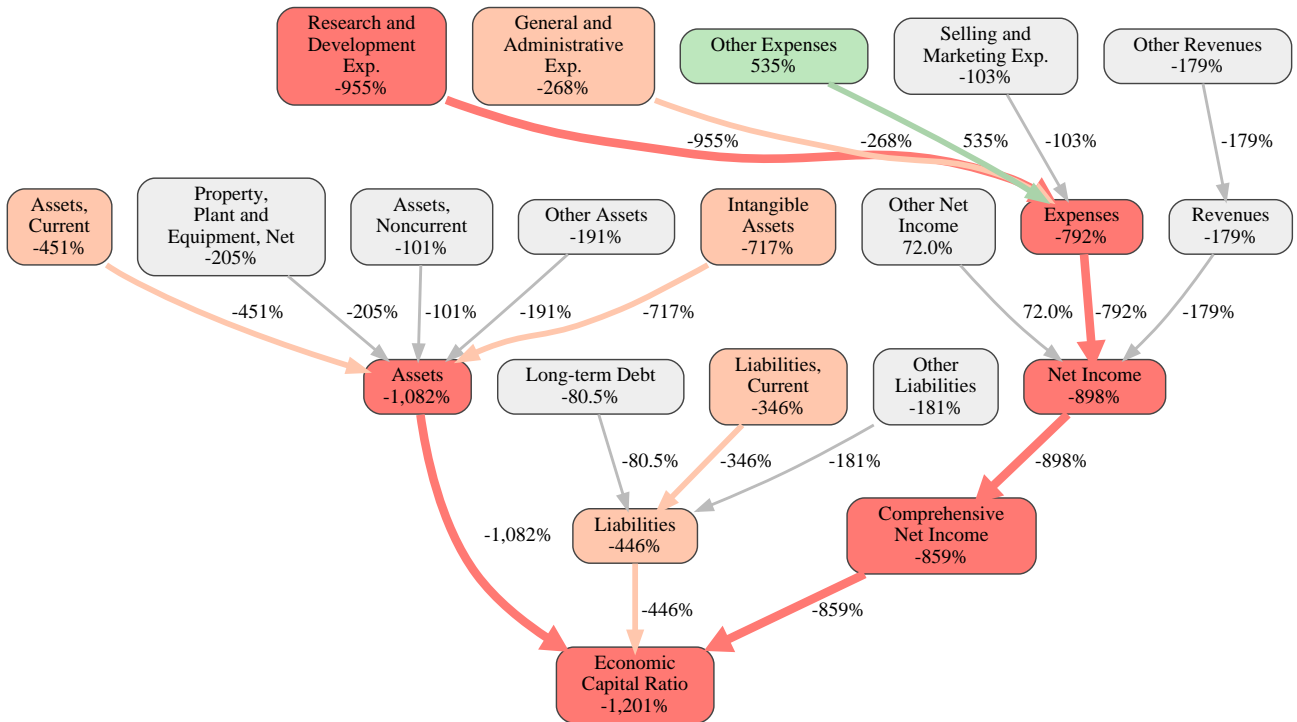 Research and
Development
Exp.
-955%
General and
Administrative
Exp.
-268%
Other Expenses
535%
Selling and
Marketing Exp.
-103%
Other Revenues
-179%
-955%
-268%
535%
-103%
-179%
Assets,
Current
-451%
Property,
Plant and
Equipment, Net
-205%
Assets,
Noncurrent
-101%
Other Assets
-191%
Intangible
Assets
-717%
Other Net
Income
72.0%
Expenses
-792%
Revenues
-179%
-451%
-205%
-101%
-191%
-717%
72.0%
-792%
-179%
Assets
-1,082%
Long-term Debt
-80.5%
Liabilities,
Current
-346%
Other
Liabilities
-181%
Net Income
-898%
-80.5%
-346%
-181%
-898%
-1,082%
Liabilities
-446%
Comprehensive
Net Income
-859%
-446%
-859%
Economic
Capital Ratio
-1,201%